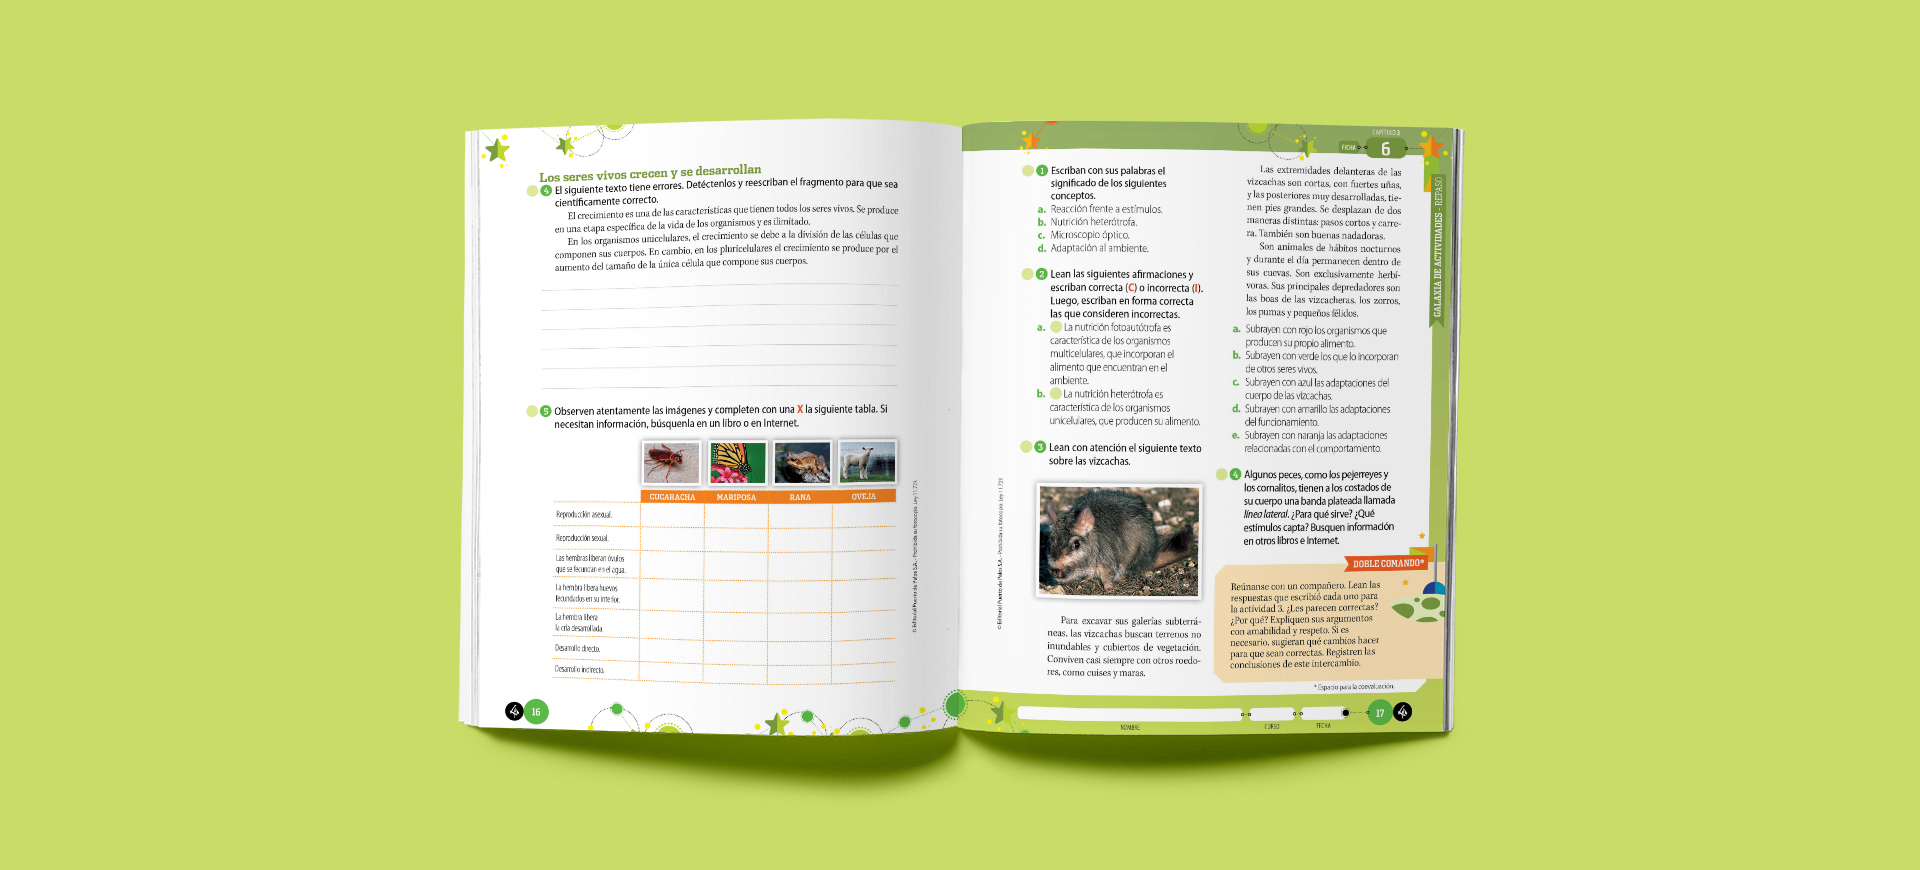 Los seres vivos crecen y se desarrollan
4 El siguiente texto tiene errores. Detéctenlos y reescriban el fragmento para que sea
científicamente correcto.
El crecimiento es una de las características que tienen todos los seres vivos. Se produce
en una etapa específica de la vida de los organismos y es ilimitado.
En los organismos unicelulares, el crecimiento se debe a la división de las células que
componen sus cuerpos. En cambio, en los pluricelulares el crecimiento se produce por el
aumento del tamaño de la única célula que compone sus cuerpos.
5 Observen atentamente las imágenes y completen con una X la siguiente tabla. Si
necesitan información, búsquenla en un libro o en Internet.
CUCARACHA MARIPOSA RANA OVEJA
Reproducción asexual.
Reproducción sexual.
Las hembras liberan óvulos
que se fecundan en el agua.
La hembra libera huevos
fecundados en su interior.
La hembra libera
la cría desarrollada.
Desarrollo directo.
Desarrollo indirecto.
© Editorial Puerto de Palos S.A. - Prohibida su fotocopia. Ley 11.723
16
CAPÍTULO 3
FICHA 6
GALAXIA DE ACTIVIDADES - REPASO
1 Escriban con sus palabras el
significado de los siguientes
conceptos.
a. Reacción frente a estímulos.
b. Nutrición heterótrofa.
c. Microscopio óptico.
d. Adaptación al ambiente.
2 Lean las siguientes afirmaciones y
escriban correcta (C) o incorrecta (I).
Luego, escriban en forma correcta
las que consideren incorrectas.
a. La nutrición fotoautótrofa es
característica de los organismos
multicelulares, que incorporan el
alimento que encuentran en el
ambiente.
b. La nutrición heterótrofa es
característica de los organismos
unicelulares, que producen su alimento.
3 Lean con atención el siguiente texto
sobre las vizcachas.
Para excavar sus galerías subterrá-
neas, las vizcachas buscan terrenos no
inundables y cubiertos de vegetación.
Conviven casi siempre con otros roedo-
res, como cuises y maras.
Las extremidades delanteras de las
vizcachas son cortas, con fuertes uñas,
y las posteriores muy desarrolladas, tie-
nen pies grandes. Se desplazan de dos
maneras distintas: pasos cortos y carre-
ra. También son buenas nadadoras.
Son animales de hábitos nocturnos
y durante el día permanecen dentro de
sus cuevas. Son exclusivamente herbí-
voras. Sus principales depredadores son
las boas de las vizcacheras, los zorros,
los pumas y pequeños félidos.
a. Subrayen con rojo los organismos que
producen su propio alimento.
b. Subrayen con verde los que lo incorporan
de otros seres vivos.
c. Subrayen con azul las adaptaciones del
cuerpo de las vizcachas.
d. Subrayen con amarillo las adaptaciones
del funcionamiento.
e. Subrayen con naranja las adaptaciones
relacionadas con el comportamiento.
4 Algunos peces, como los pejerreyes y
los cornalitos, tienen a los costados de
su cuerpo una banda plateada llamada
línea lateral. ¿Para qué sirve? ¿Qué
estímulos capta? Busquen información
en otros libros e Internet.
DOBLE COMANDO*
Reúnanse con un compañero. Lean las
respuestas que escribió cada uno para
la actividad 3. ¿Les parecen correctas?
¿Por qué? Expliquen sus argumentos
con amabilidad y respeto. Si es
necesario, sugieran qué cambios hacer
para que sean correctas. Registren las
conclusiones de este intercambio.
* Espacio para la coevaluación.
© Editorial Puerto de Palos S.A. - Prohibida su fotocopia. Ley 11.723
NOMBRE CURSO FECHA
17